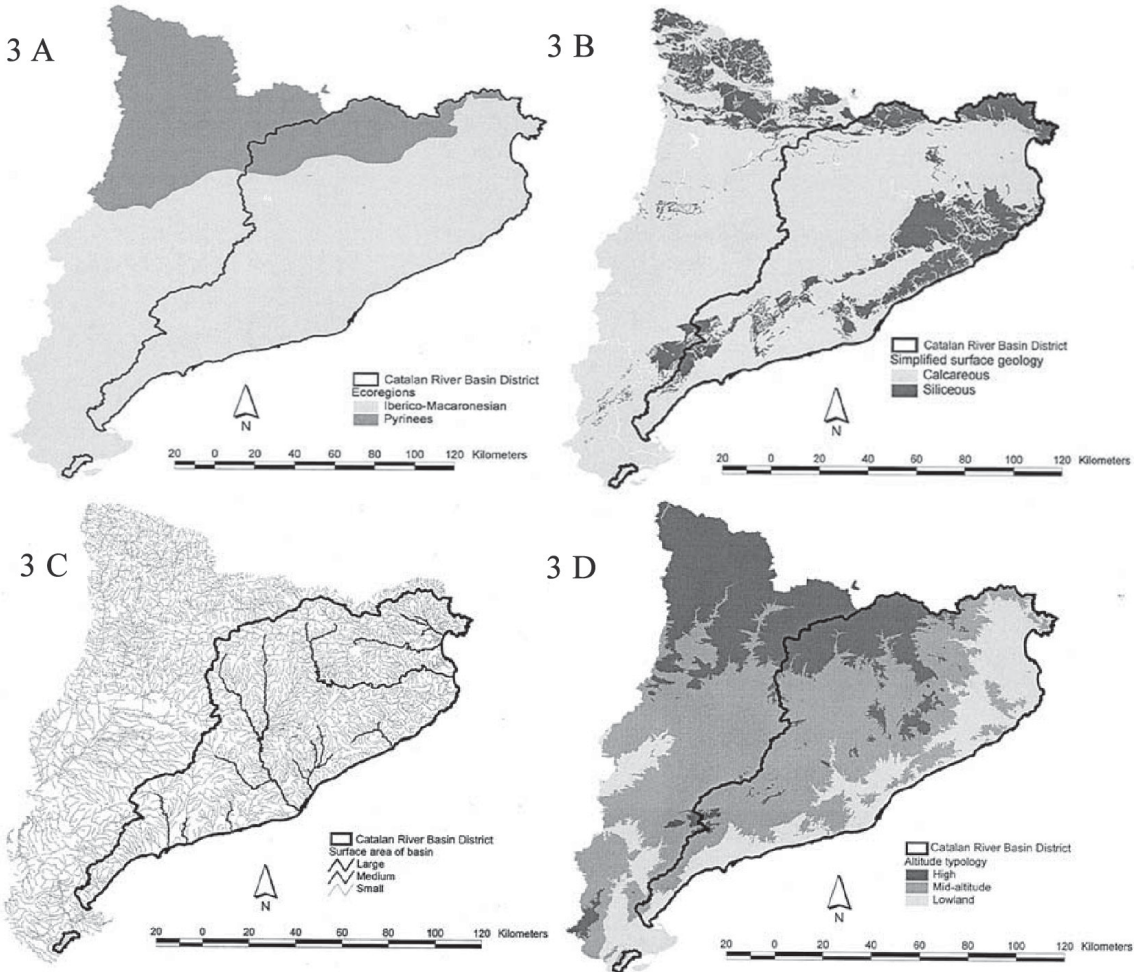 3 A
Catalan River Basin District
Ecoregions
Iberico-Macaronesian
Pyrinees
N
20 0 20 40 60 80 100 120 Kilometers
3 B
Catalan River Basin District
Simplified surface geology
Calcareous
Siliceous
N
20 0 20 40 60 80 100 120 Kilometers
3 C
Catalan River Basin District
Surface area of basin
Large
Medium
Small
N
20 0 20 40 60 80 100 120 Kilometers
3 D
Catalan River Basin District
Altitude typology
High
Mid-altitude
Lowland
N
20 0 20 40 60 80 100 120 Kilometers